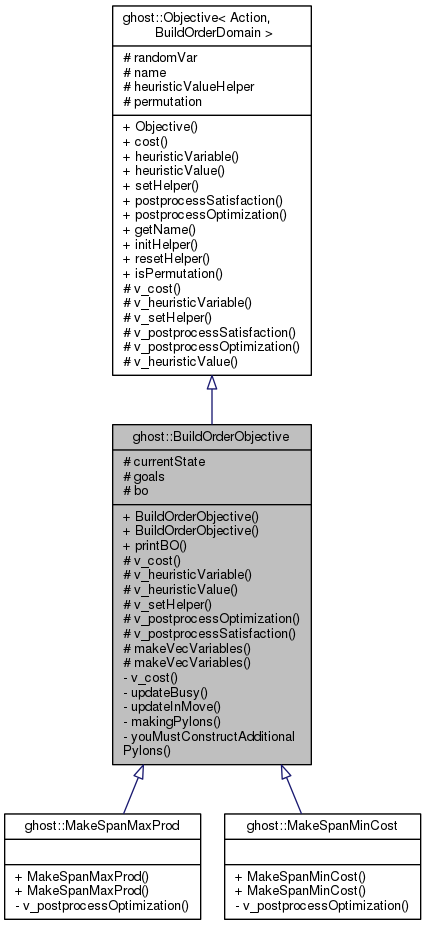 ghost::Objective< Action,
BuildOrderDomain >
# randomVar
# name
# heuristicValueHelper
# permutation
+ Objective()
+ cost()
+ heuristicVariable()
+ heuristicValue()
+ setHelper()
+ postprocessSatisfaction()
+ postprocessOptimization()
+ getName()
+ initHelper()
+ resetHelper()
+ isPermutation()
# v_cost()
# v_heuristicVariable()
# v_setHelper()
# v_postprocessSatisfaction()
# v_postprocessOptimization()
# v_heuristicValue()
ghost::BuildOrderObjective
# currentState
# goals
# bo
+ BuildOrderObjective()
+ BuildOrderObjective()
+ printBO()
# v_cost()
# v_heuristicVariable()
# v_heuristicValue()
# v_setHelper()
# v_postprocessOptimization()
# v_postprocessSatisfaction()
# makeVecVariables()
# makeVecVariables()
- v_cost()
- updateBusy()
- updateInMove()
- makingPylons()
- youMustConstructAdditional
Pylons()
ghost::MakeSpanMaxProd
+ MakeSpanMaxProd()
+ MakeSpanMaxProd()
- v_postprocessOptimization()
ghost::MakeSpanMinCost
+ MakeSpanMinCost()
+ MakeSpanMinCost()
- v_postprocessOptimization()